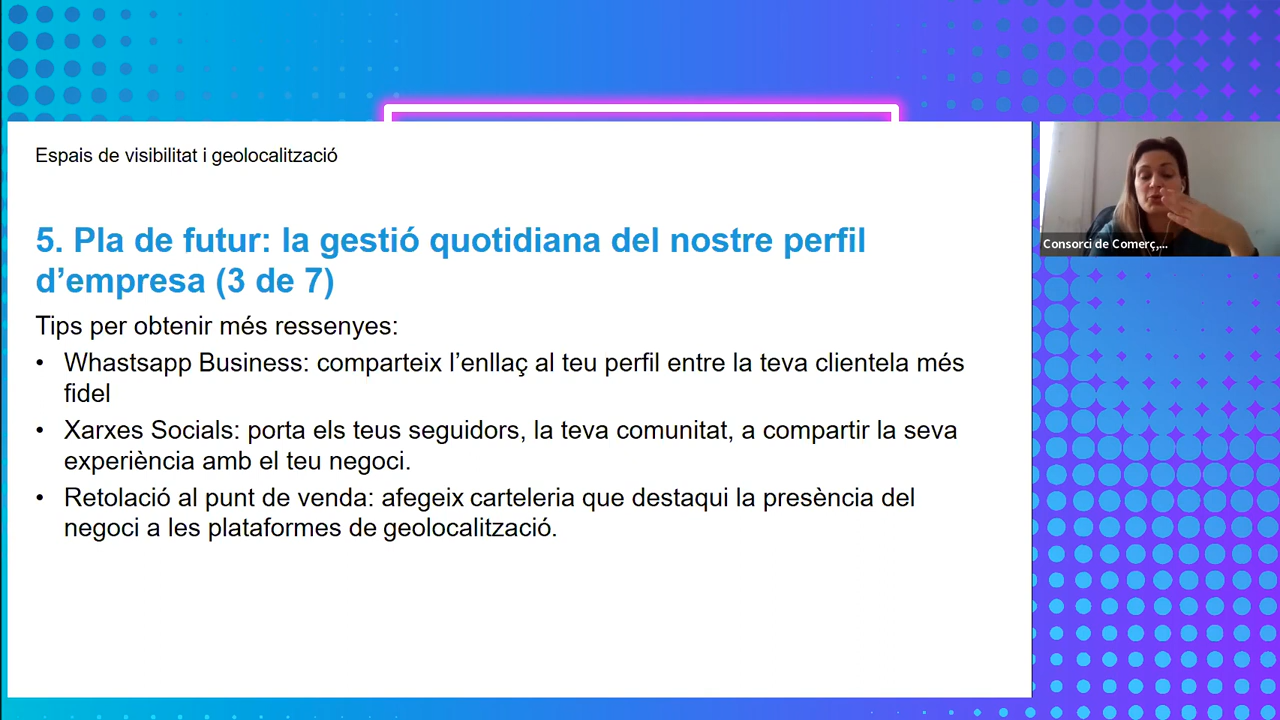 Espais de visibilitat i geolocalització
5. Pla de futur: la gestió quotidiana del nostre perfil
d’empresa (3 de 7)
Tips per obtenir més ressenyes:
• Whastsapp Business: comparteix l’enllaç al teu perfil entre la teva clientela més
fidel
• Xarxes Socials: porta els teus seguidors, la teva comunitat, a compartir la seva
experiència amb el teu negoci.
• Retolació al punt de venda: afegeix carteleria que destaqui la presència del
negoci a les plataformes de geolocalització.
Consorci de Comerç,...